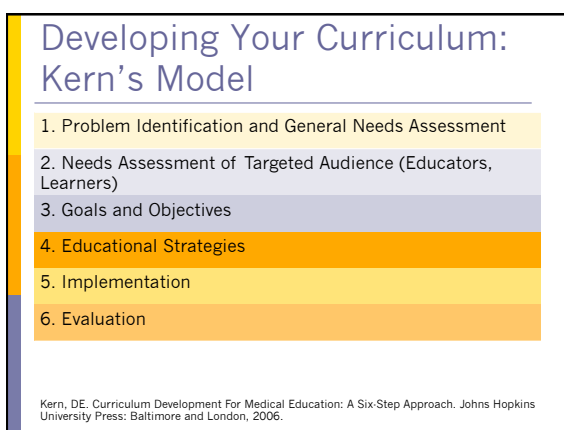 Developing Your Curriculum:
Kern's Model
1. Problem Identification and General Needs Assessment
2. Needs Assessment of Targeted Audience (Educators,
Learners)
3. Goals and Objectives
4. Educational Strategies
5. Implementation
6. Evaluation
Kern, DE. Curriculum Development For Medical Education: A Six-Step Approach. Johns Hopkins
University Press: Baltimore and London, 2006.